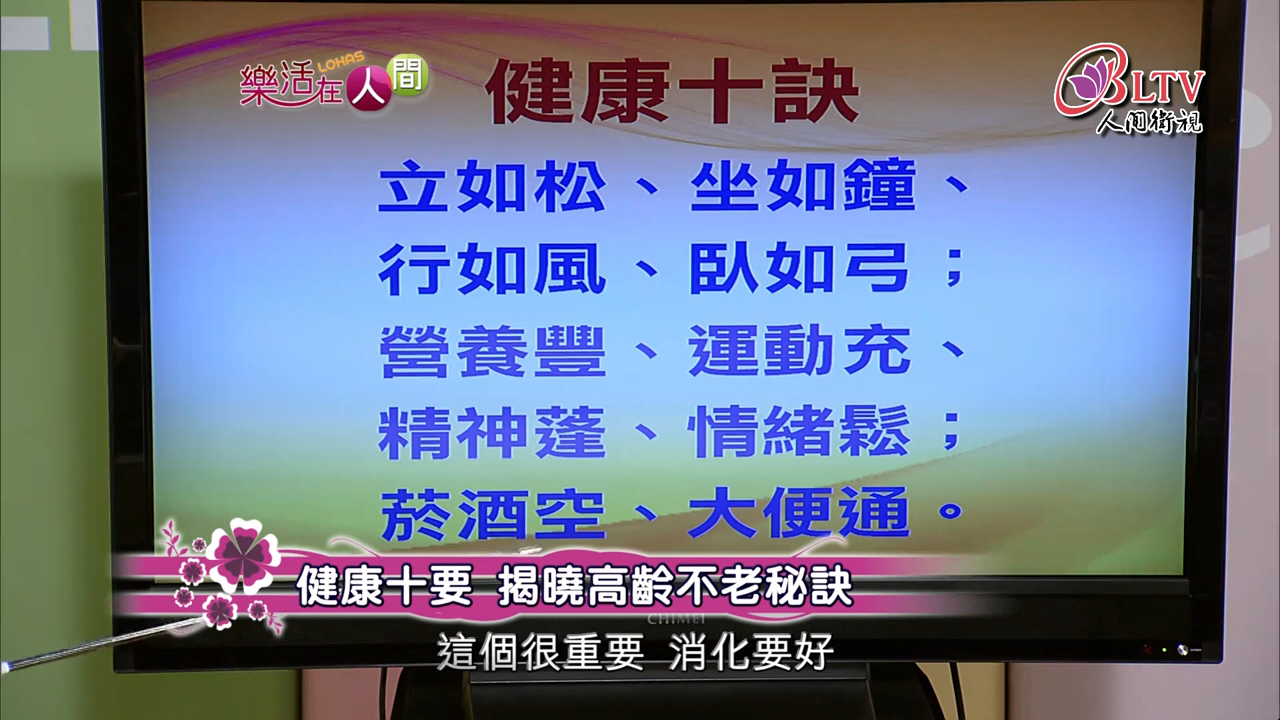 樂活在人間
LOHAS
健康十訣
BLTV
人間衛視
立如松、坐如鐘、
行如風、臥如弓；
營養豐、運動充、
精神蓬、情緒鬆；
菸酒空、大便通。
健康十要 揭曉高齡不老秘訣
CHIMEI
這個很重要 消化要好